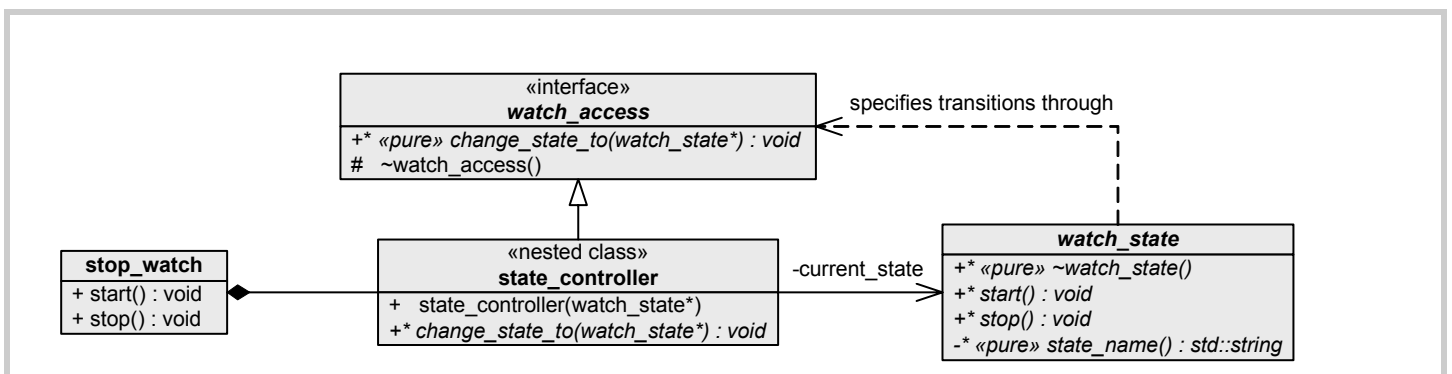 «interface»
watch_access
+* «pure» change_state_to(watch_state*) : void
# ~watch_access()
specifies transitions through
stop_watch
+ start() : void
+ stop() : void
«nested class»
state_controller
+ state_controller(watch_state*)
+* change_state_to(watch_state*) : void
-current_state
watch_state
+* «pure» ~watch_state()
+* start() : void
+* stop() : void
-* «pure» state_name() : std::string